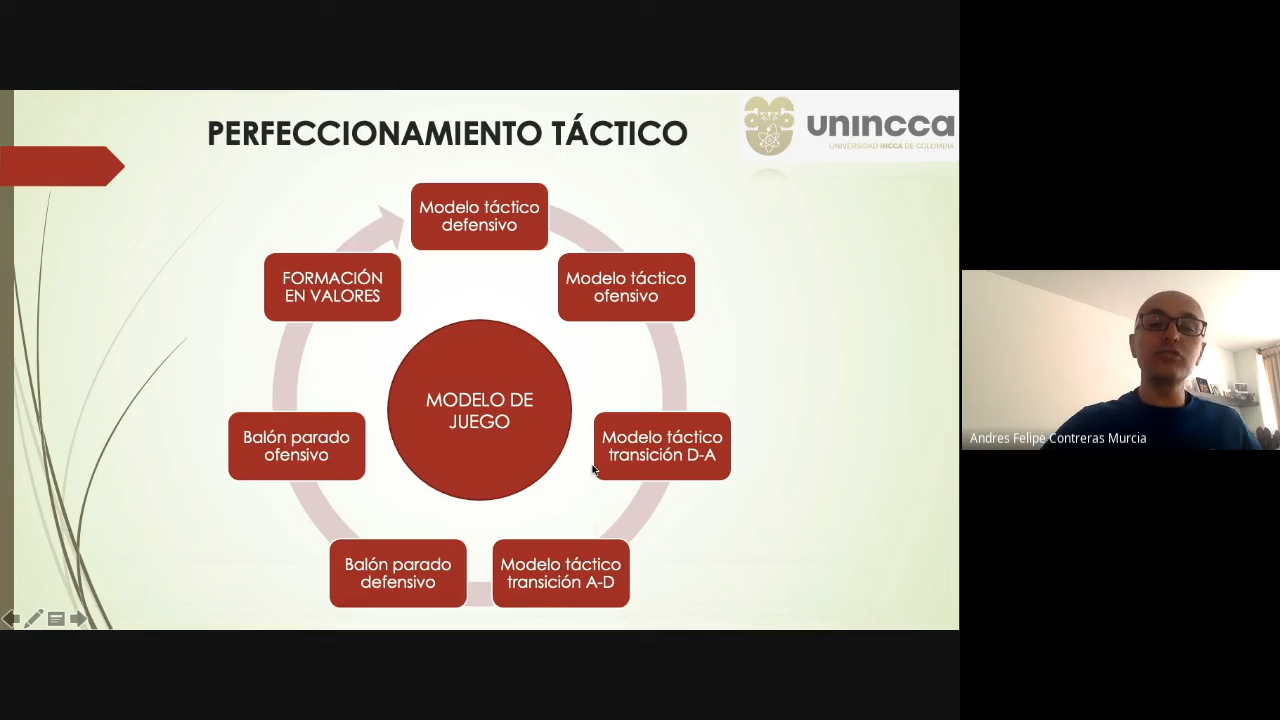 PERFECCIONAMIENTO TÁCTICO
unincca
UNIVERSIDAD INCCA DE COLOMBIA
Modelo táctico
defensivo
FORMACIÓN
EN VALORES
Modelo táctico
ofensivo
MODELO DE
JUEGO
Balón parado
ofensivo
Modelo táctico
transición D-A
Balón parado
defensivo
Modelo táctico
transición A-D
Andres Felipe Contreras Murcia